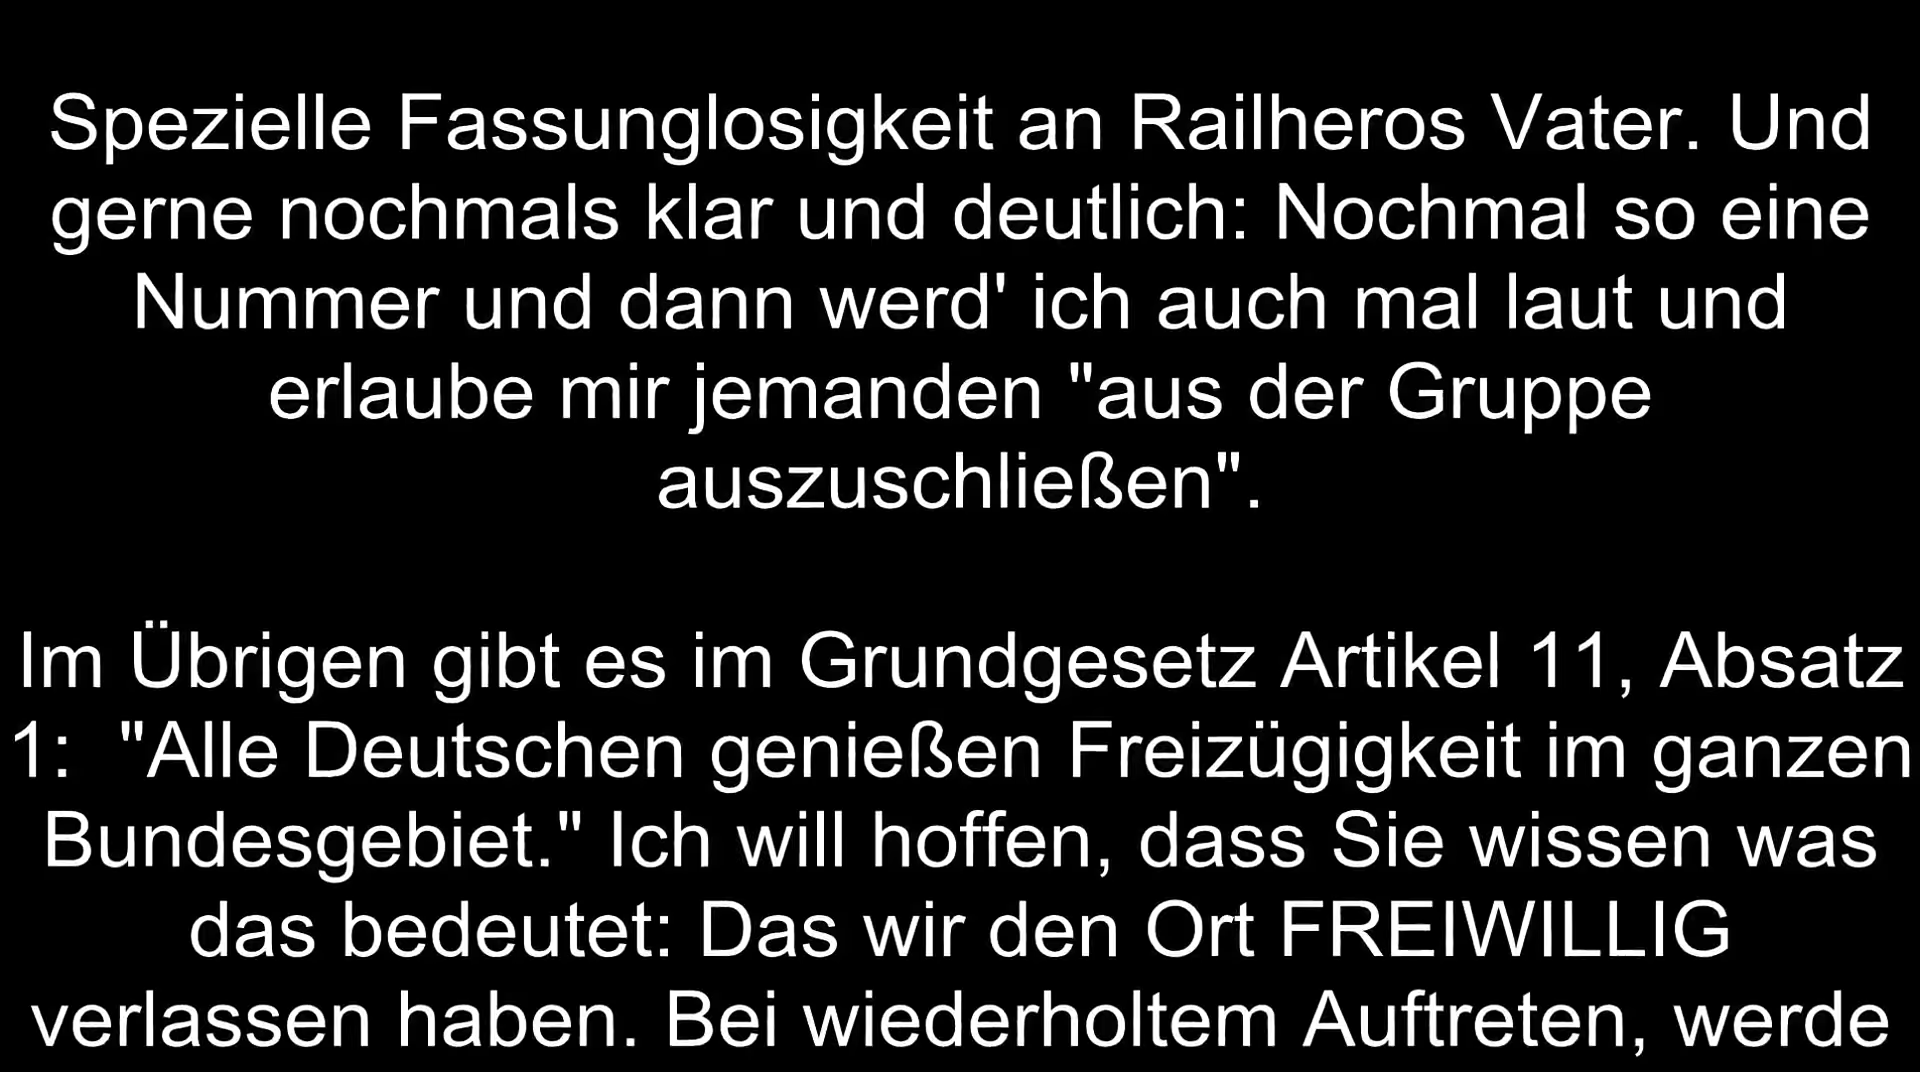 Spezielle Fassunglosigkeit an Railheros Vater. Und
gerne nochmals klar und deutlich: Nochmal so eine
Nummer und dann werd' ich auch mal laut und
erlaube mir jemanden "aus der Gruppe
auszuschließen".
Im Übrigen gibt es im Grundgesetz Artikel 11, Absatz
1:  "Alle Deutschen genießen Freizügigkeit im ganzen
Bundesgebiet." Ich will hoffen, dass Sie wissen was
das bedeutet: Das wir den Ort FREIWILLIG
verlassen haben. Bei wiederholtem Auftreten, werde